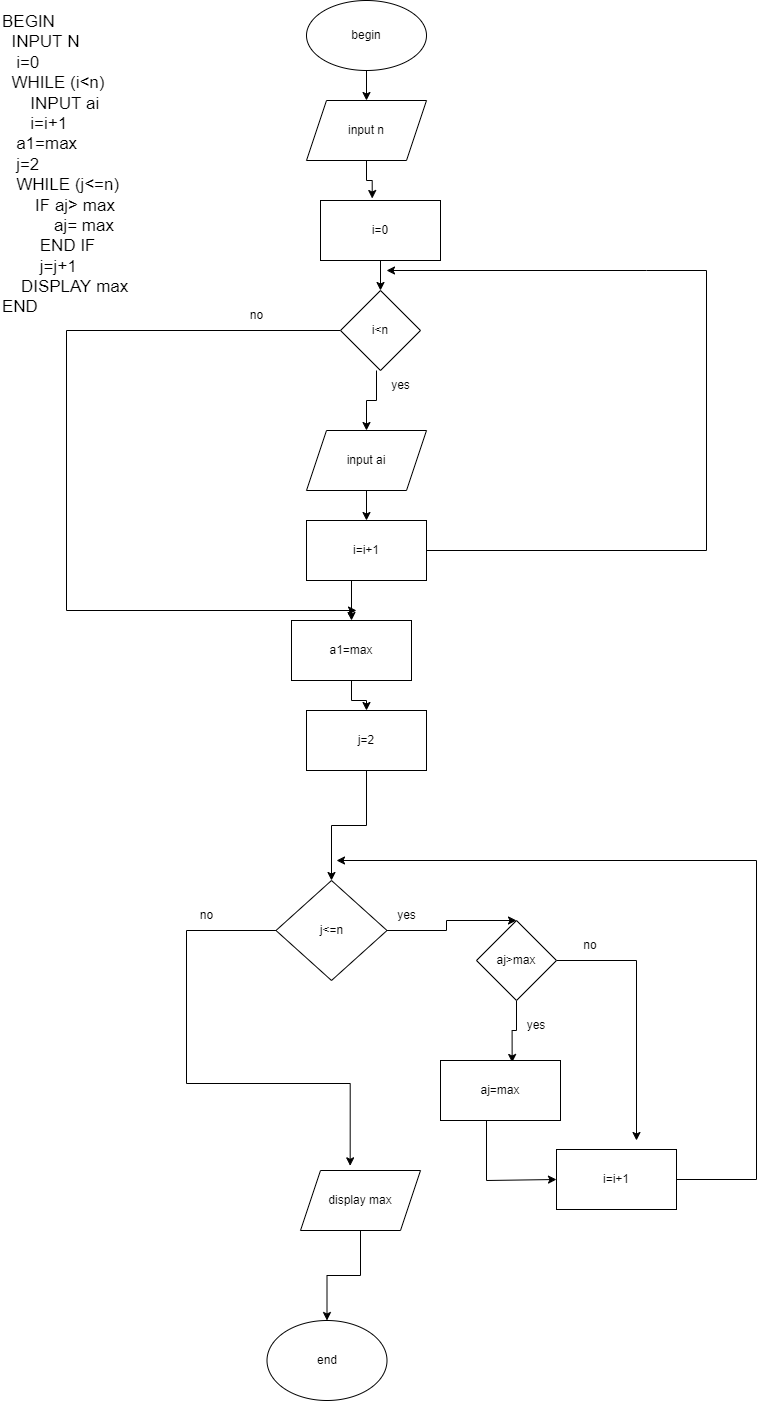 BEGIN
INPUT N
i=0
WHILE (i<n)
INPUT ai
i=i+1
a1=max
j=2
WHILE (j<=n)
IF aj> max
aj= max
END IF
j=j+1
DISPLAY max
END
begin
input n
i=0
no
i<n
yes
input ai
i=i+1
a1=max
j=2
no
j<=n
yes
aj>max
no
yes
aj=max
i=i+1
display max
end